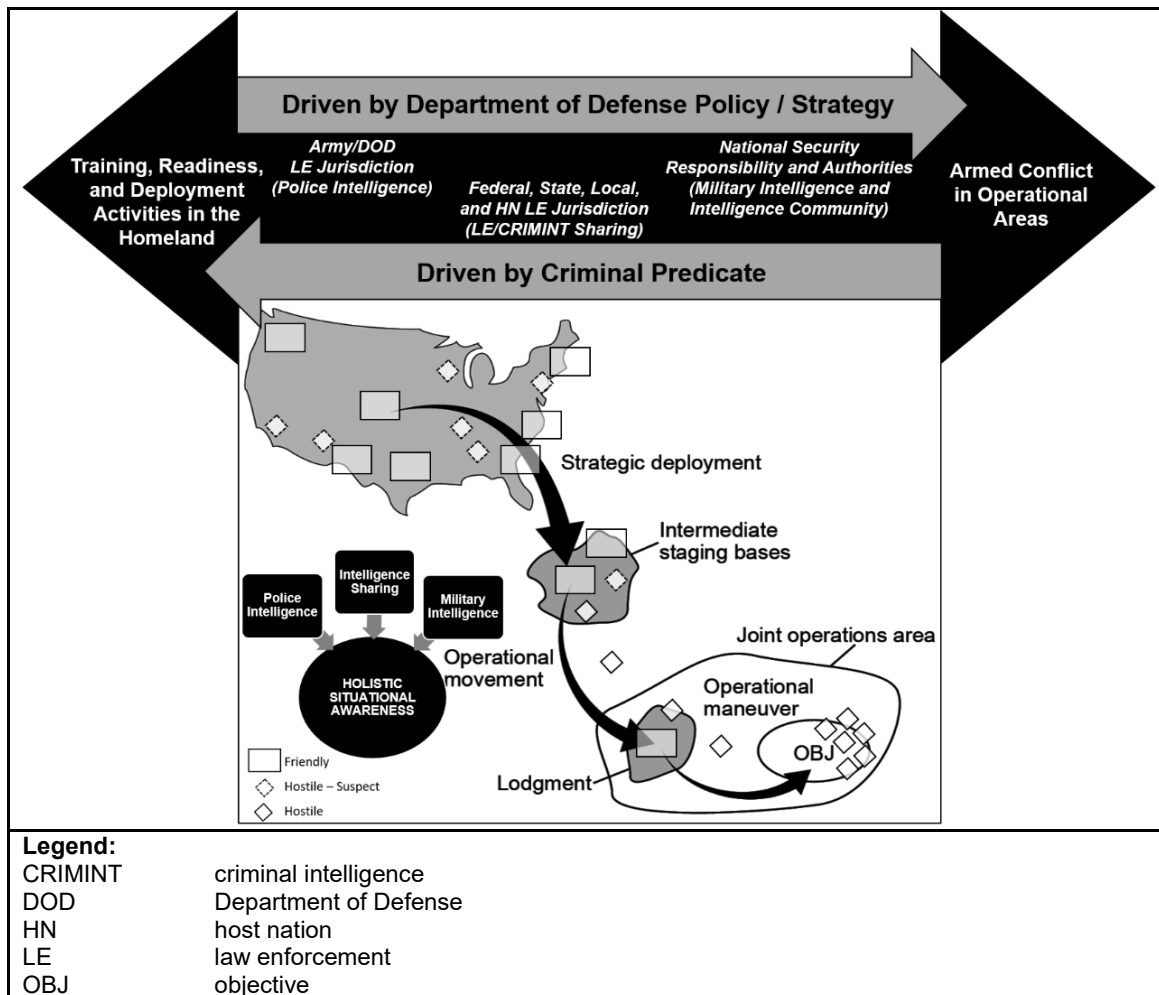 Driven by Department of Defense Policy / Strategy
Training, Readiness,
and Deployment
Activities in the
Homeland
Army/DOD
LE Jurisdiction
(Police Intelligence)
Federal, State, Local,
and HN LE Jurisdiction
(LE/CRIMINT Sharing)
National Security
Responsibility and Authorities
(Military Intelligence and
Intelligence Community)
Armed Conflict
in Operational
Areas
Driven by Criminal Predicate
Strategic deployment
Intermediate
staging bases
Police
Intelligence
Intelligence
Sharing
Military
Intelligence
HOLISTIC
SITUATIONAL
AWARENESS
Operational
movement
Joint operations area
Operational
maneuver
OBJ
Lodgment
Friendly
Hostile – Suspect
Hostile
Legend:
CRIMINT criminal intelligence
DOD Department of Defense
HN host nation
LE law enforcement
OBJ objective